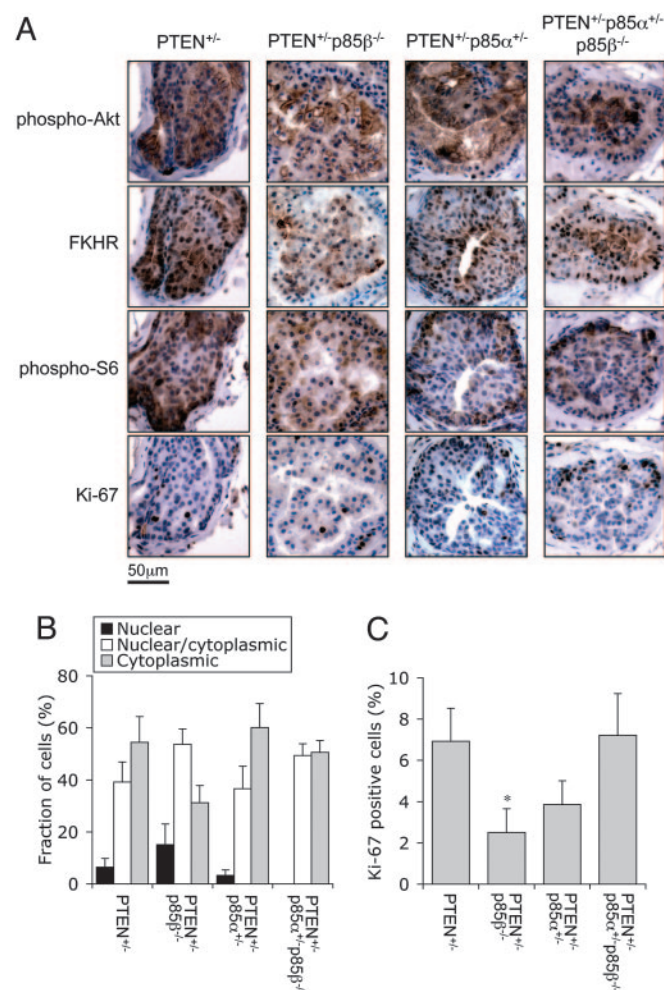 A
PTEN+/-
PTEN+/-p85β-/-
PTEN+/-p85α+/-
PTEN+/-p85α+/-
p85β-/-
phospho-Akt
FKHR
phospho-S6
Ki-67
50μm
B
Nuclear
Nuclear/cytoplasmic
Cytoplasmic
Fraction of cells (%)
80
60
40
20
0
PTEN+/-
PTEN+/-
p85β-/-
PTEN+/-
p85α+/-
PTEN+/-
p85α+/-p85β-/-
C
Ki-67 positive cells (%)
10
8
6
4
2
0
*
PTEN+/-
PTEN+/-
p85β-/-
PTEN+/-
p85α+/-
PTEN+/-
p85α+/-p85β-/-